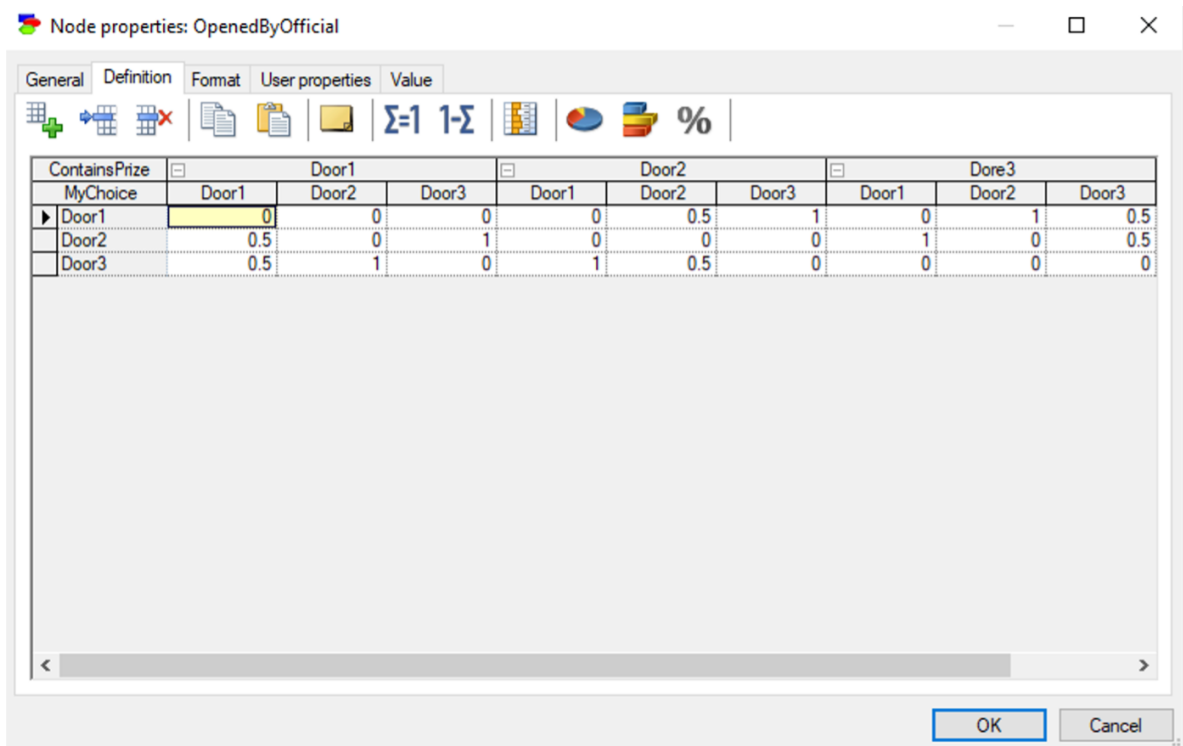 Node properties: OpenedByOfficial
General Definition Format User properties Value
Σ=1 1-Σ %
ContainsPrize Door1 Door2 Dore3
MyChoice Door1 Door2 Door3 Door1 Door2 Door3 Door1 Door2 Door3
Door1 0 0 0 0 0.5 1 0 1 0.5
Door2 0.5 0 1 0 0 0 1 0 0.5
Door3 0.5 1 0 1 0.5 0 0 0 0
OK Cancel